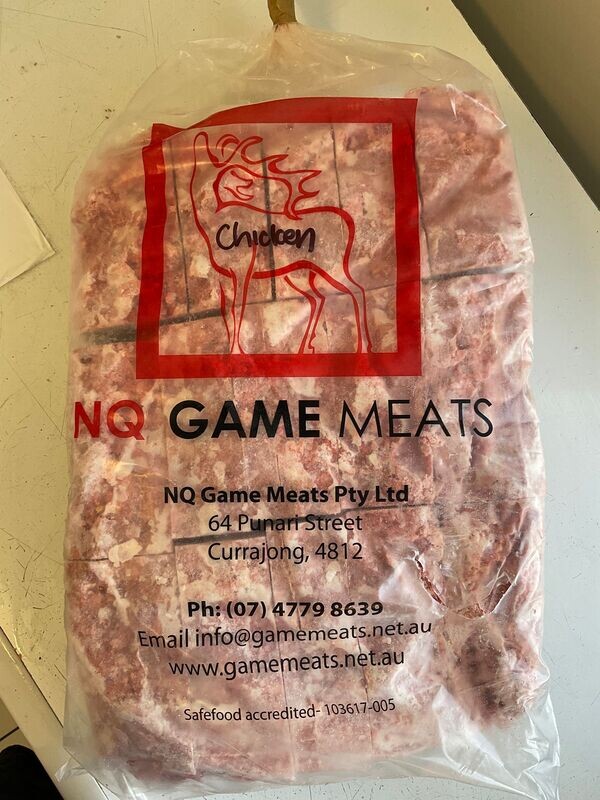 Chicken
NQ GAME MEATS
NQ Game Meats Pty Ltd
64 Punari Street
Currajong, 4812
Ph: (07) 4779 8639
Email info@gamemeats.net.au
www.gamemeats.net.au
Safefood accredited- 103617-005